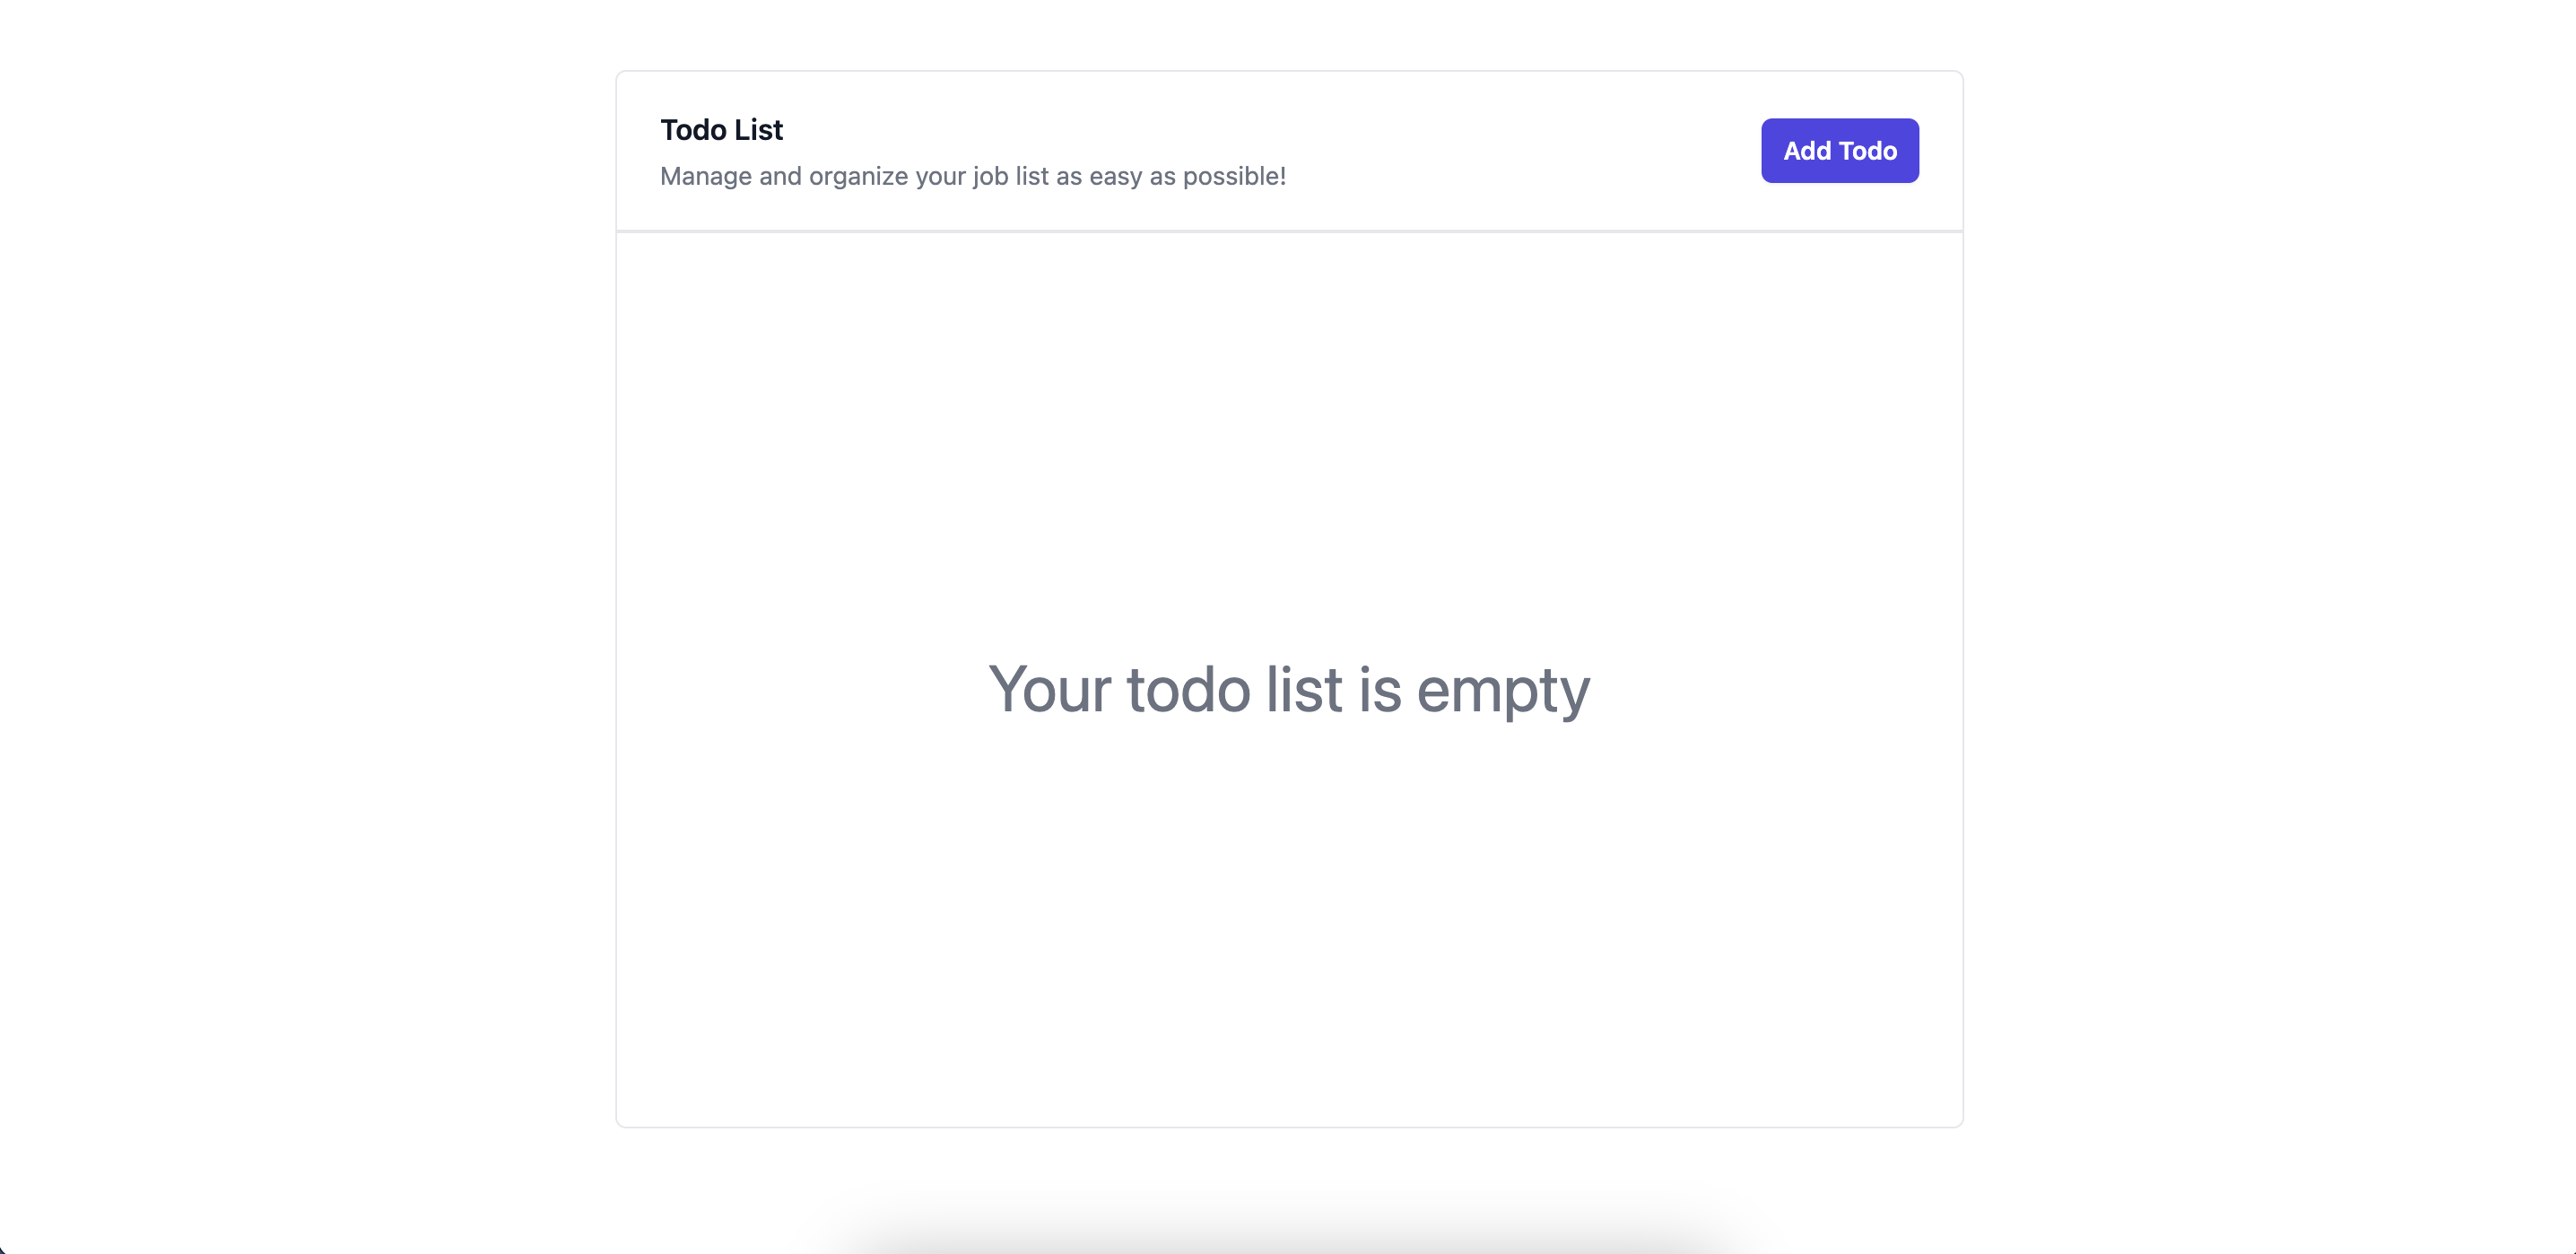 Todo List
Manage and organize your job list as easy as possible!
Add Todo
Your todo list is empty